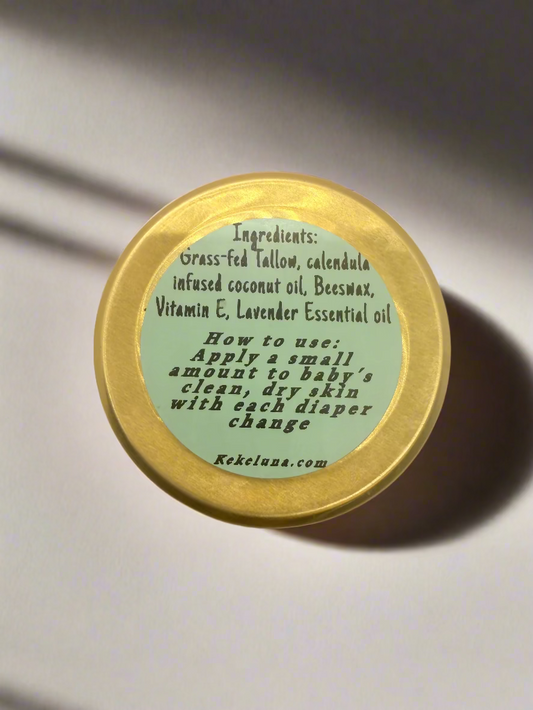 Ingredients:
Grass-fed Tallow, calendula
infused coconut oil, Beeswax,
Vitamin E, Lavender Essential oil
How to use:
Apply a small
amount to baby's
clean, dry skin
with each diaper
change
Kekeluna.com